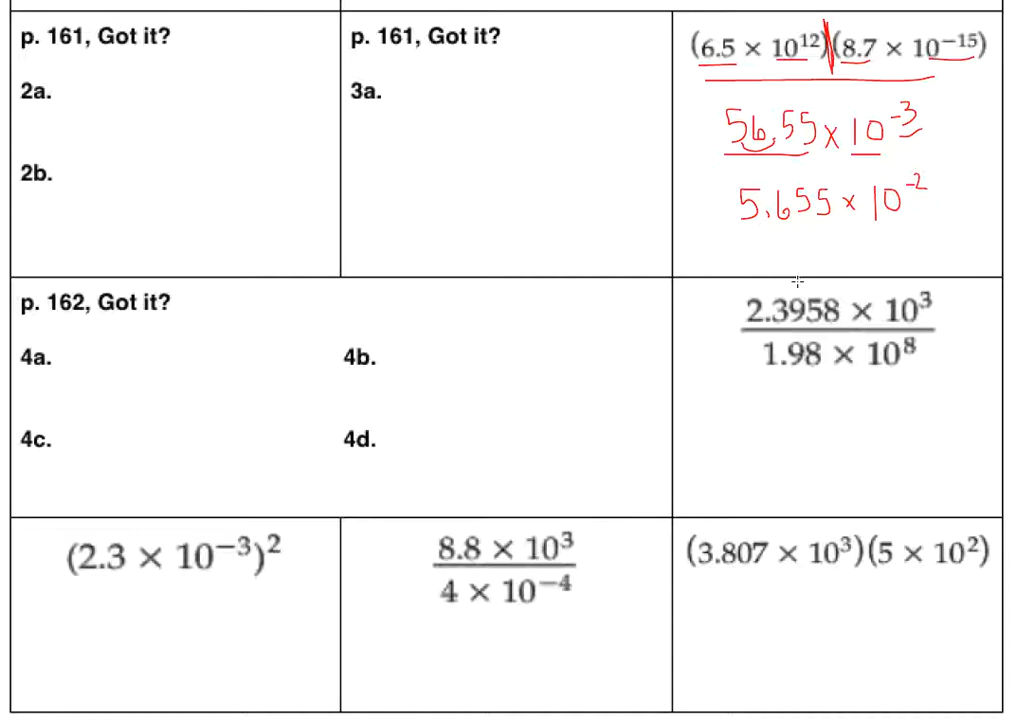 p. 161, Got it?
2a.
2b.
p. 161, Got it?
3a.
(6.5 × 10¹²)(8.7 × 10⁻¹⁵)
56.55 × 10⁻³
5.655 × 10⁻²
p. 162, Got it?
4a. 4b.
4c. 4d.
2.3958 × 10³
1.98 × 10⁸
(2.3 × 10⁻³)²
8.8 × 10³
4 × 10⁻⁴
(3.807 × 10³)(5 × 10²)